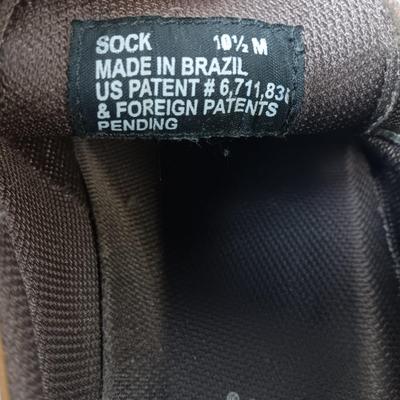 SOCK 10½ M
MADE IN BRAZIL
US PATENT # 6,711,83
& FOREIGN PATENTS
PENDING